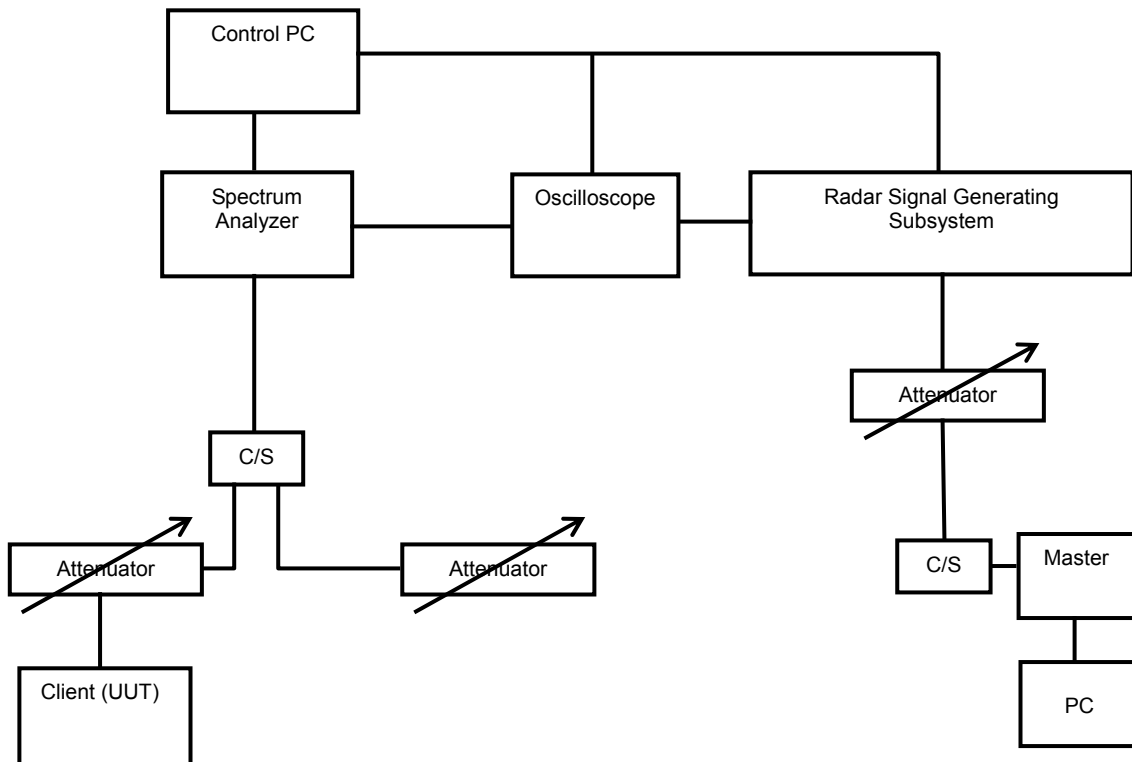 Control PC
Spectrum
Analyzer
Oscilloscope
Radar Signal Generating
Subsystem
Attenuator
C/S
Attenuator
Attenuator
C/S
Master
Client (UUT)
PC